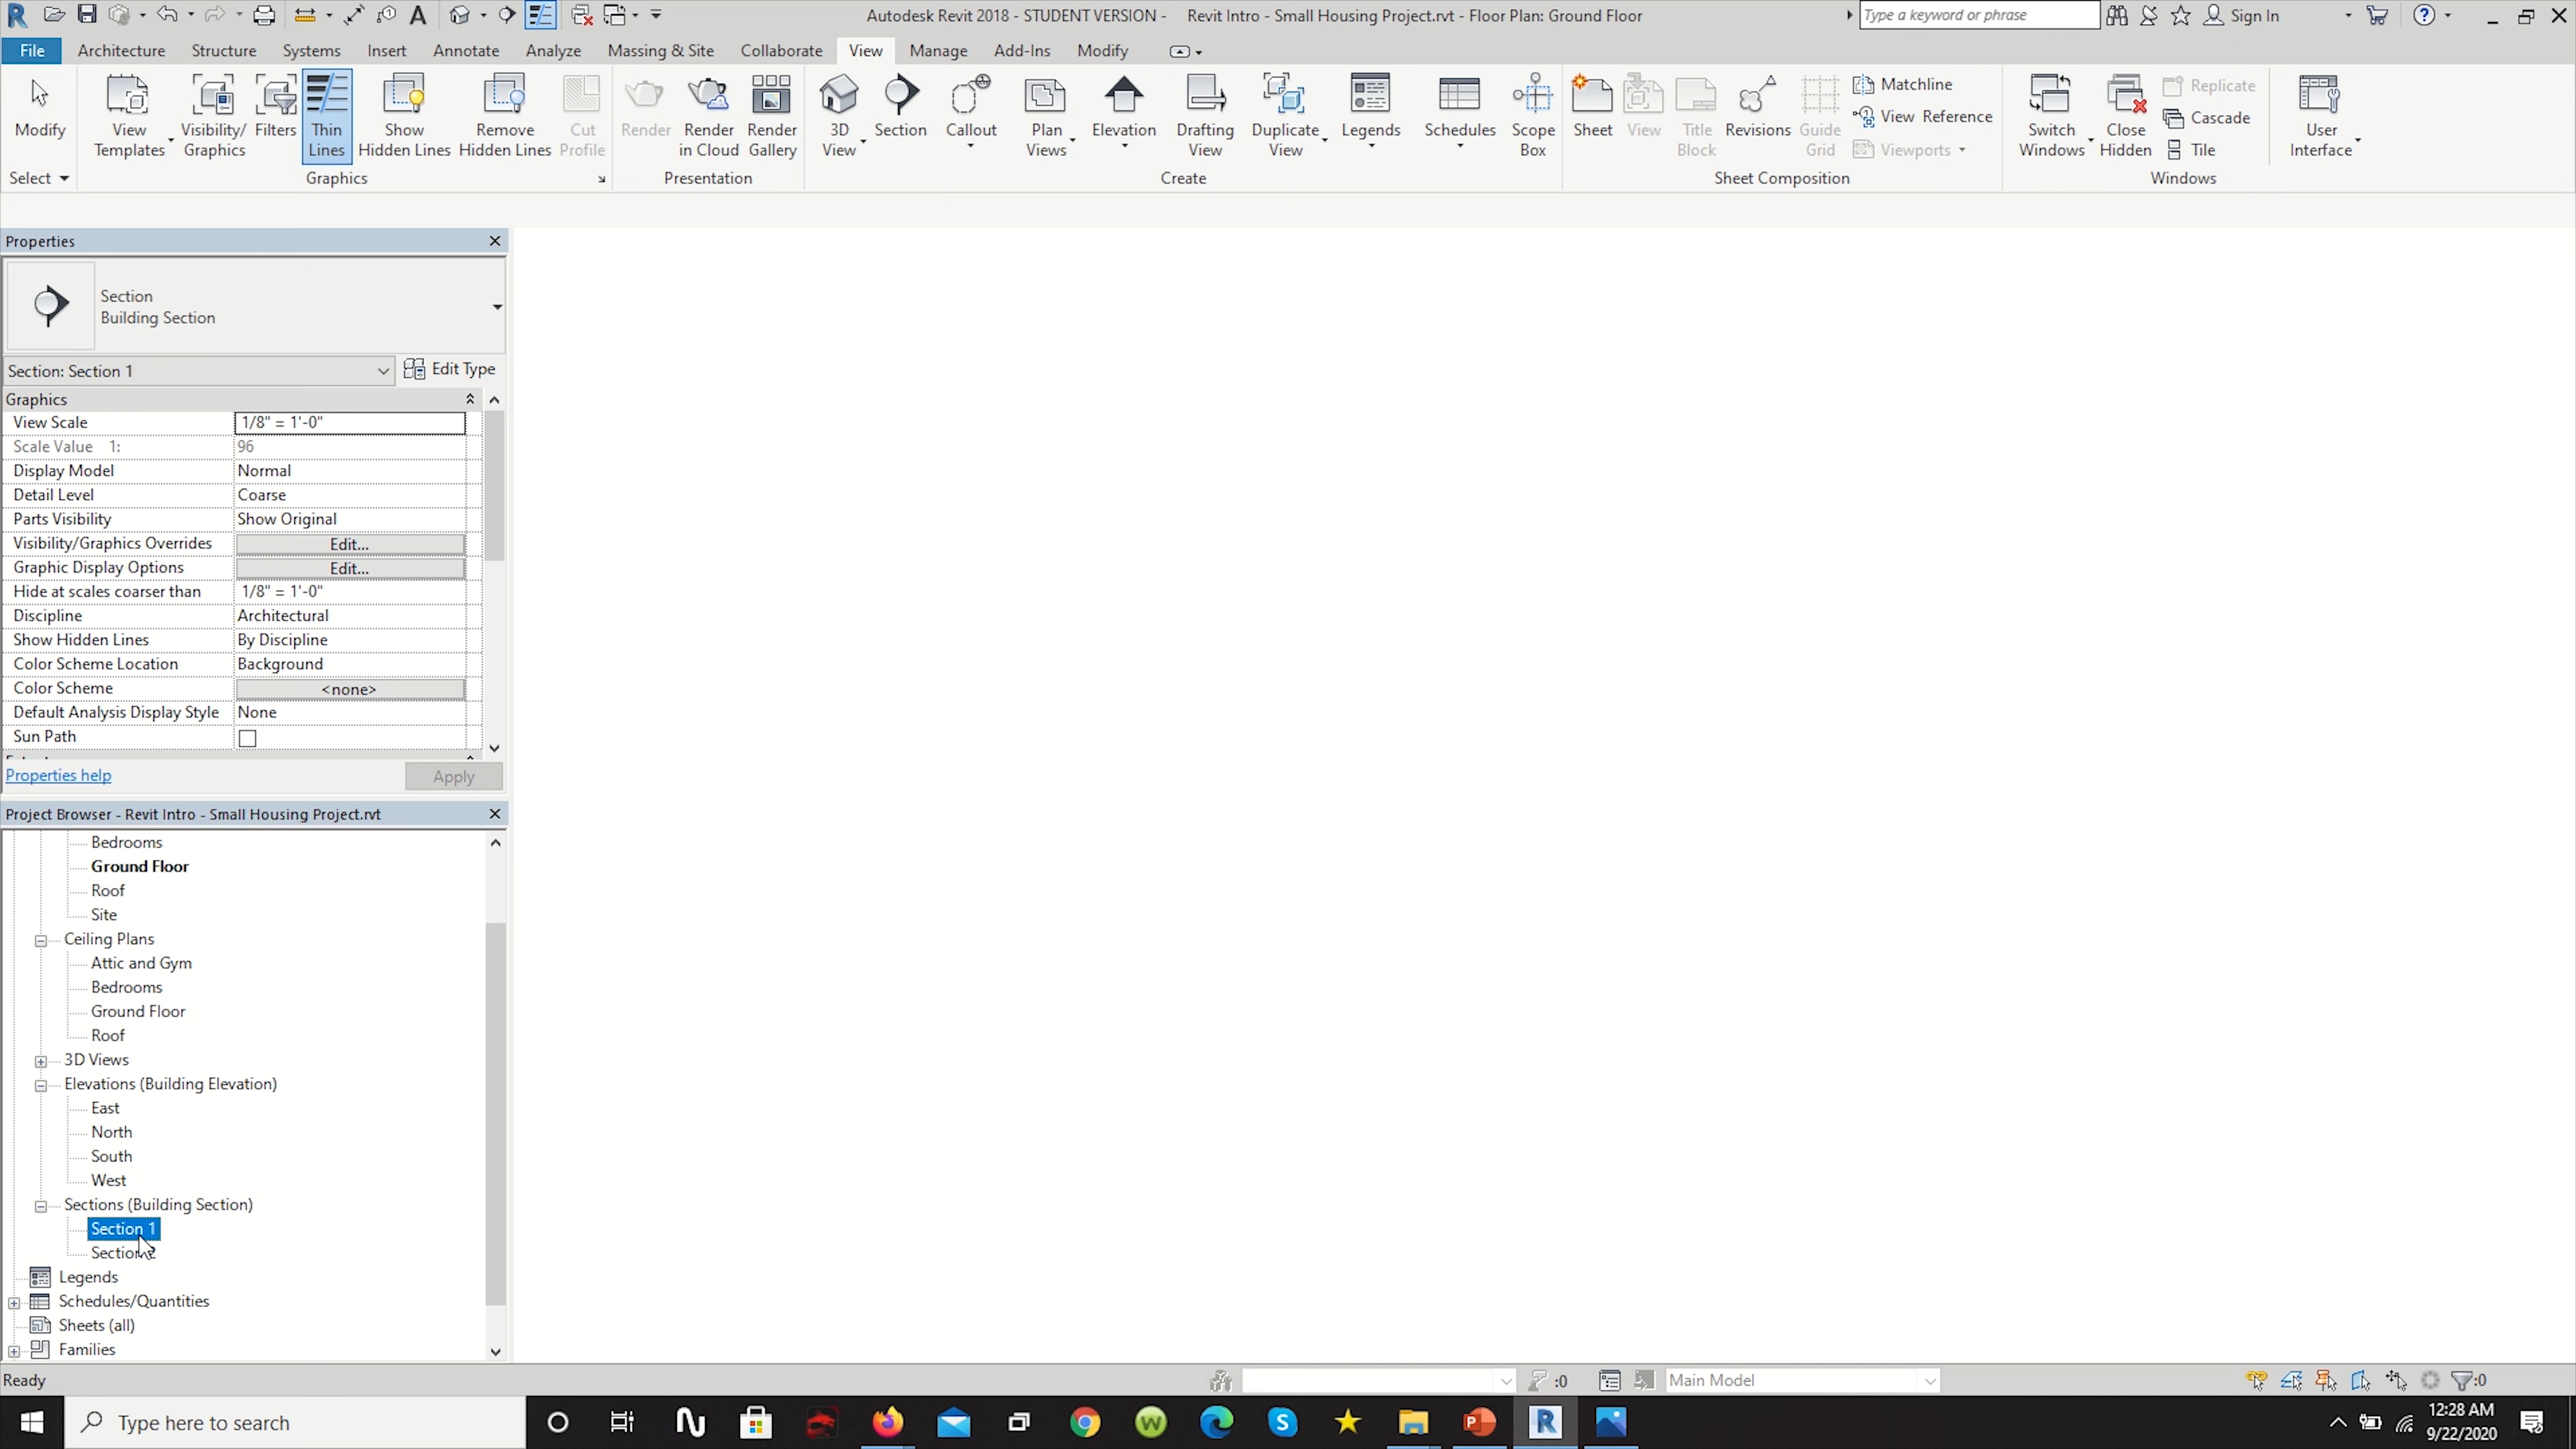 Autodesk Revit 2018 - STUDENT VERSION - Revit Intro - Small Housing Project.rvt - Floor Plan: Ground Floor
Type a keyword or phrase
Sign In
File Architecture Structure Systems Insert Annotate Analyze Massing & Site Collaborate View Manage Add-Ins Modify
Modify
View Templates
Visibility/ Graphics
Filters
Thin Lines
Show Hidden Lines
Remove Hidden Lines
Cut Profile
Render
Render in Cloud
Render Gallery
3D View
Section
Callout
Plan Views
Elevation
Drafting View
Duplicate View
Legends
Schedules
Scope Box
Sheet
View
Title Block
Revisions
Guide Grid
Matchline
View Reference
Viewports
Switch Windows
Close Hidden
Replicate
Cascade
Tile
User Interface
Select Graphics Presentation Create Sheet Composition Windows
Properties
Section
Building Section
Section: Section 1 Edit Type
Graphics
View Scale 1/8" = 1'-0"
Scale Value 1: 96
Display Model Normal
Detail Level Coarse
Parts Visibility Show Original
Visibility/Graphics Overrides Edit...
Graphic Display Options Edit...
Hide at scales coarser than 1/8" = 1'-0"
Discipline Architectural
Show Hidden Lines By Discipline
Color Scheme Location Background
Color Scheme <none>
Default Analysis Display Style None
Sun Path
Properties help Apply
Project Browser - Revit Intro - Small Housing Project.rvt
Bedrooms
Ground Floor
Roof
Site
Ceiling Plans
Attic and Gym
Bedrooms
Ground Floor
Roof
3D Views
Elevations (Building Elevation)
East
North
South
West
Sections (Building Section)
Section 1
Section 2
Legends
Schedules/Quantities
Sheets (all)
Families
Ready :0 Main Model :0
Type here to search
12:28 AM
9/22/2020